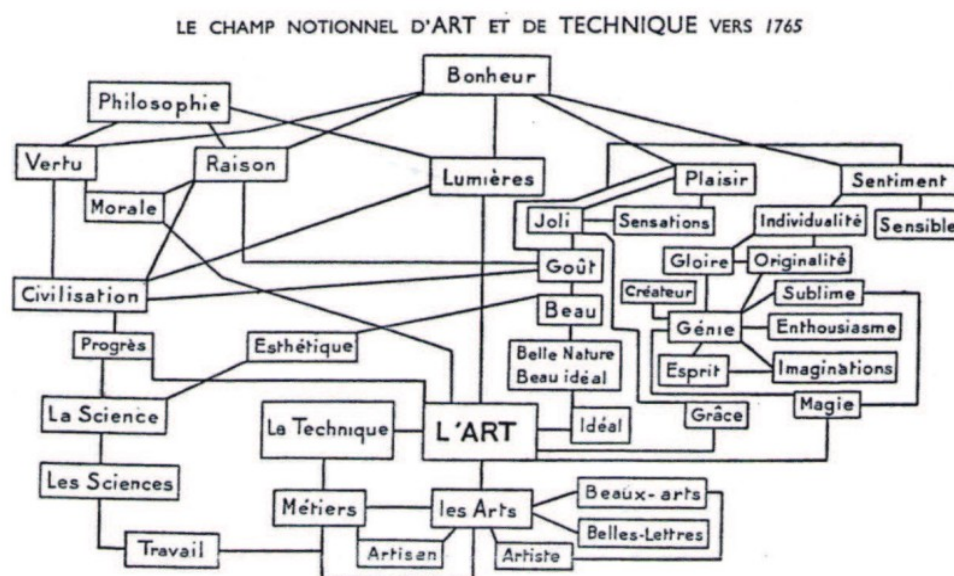 LE CHAMP NOTIONNEL D'ART ET DE TECHNIQUE VERS 1765
Bonheur
Philosophie
Vertu
Raison
Lumières
Plaisir
Sentiment
Morale
Joli
Sensations
Individualité
Sensible
Goût
Gloire
Originalité
Civilisation
Créateur
Sublime
Beau
Génie
Enthousiasme
Progrès
Esthétique
Belle Nature
Beau idéal
Esprit
Imaginations
La Science
La Technique
L'ART
Idéal
Grâce
Magie
Les Sciences
Métiers
les Arts
Beaux-arts
Belles-Lettres
Travail
Artisan
Artiste